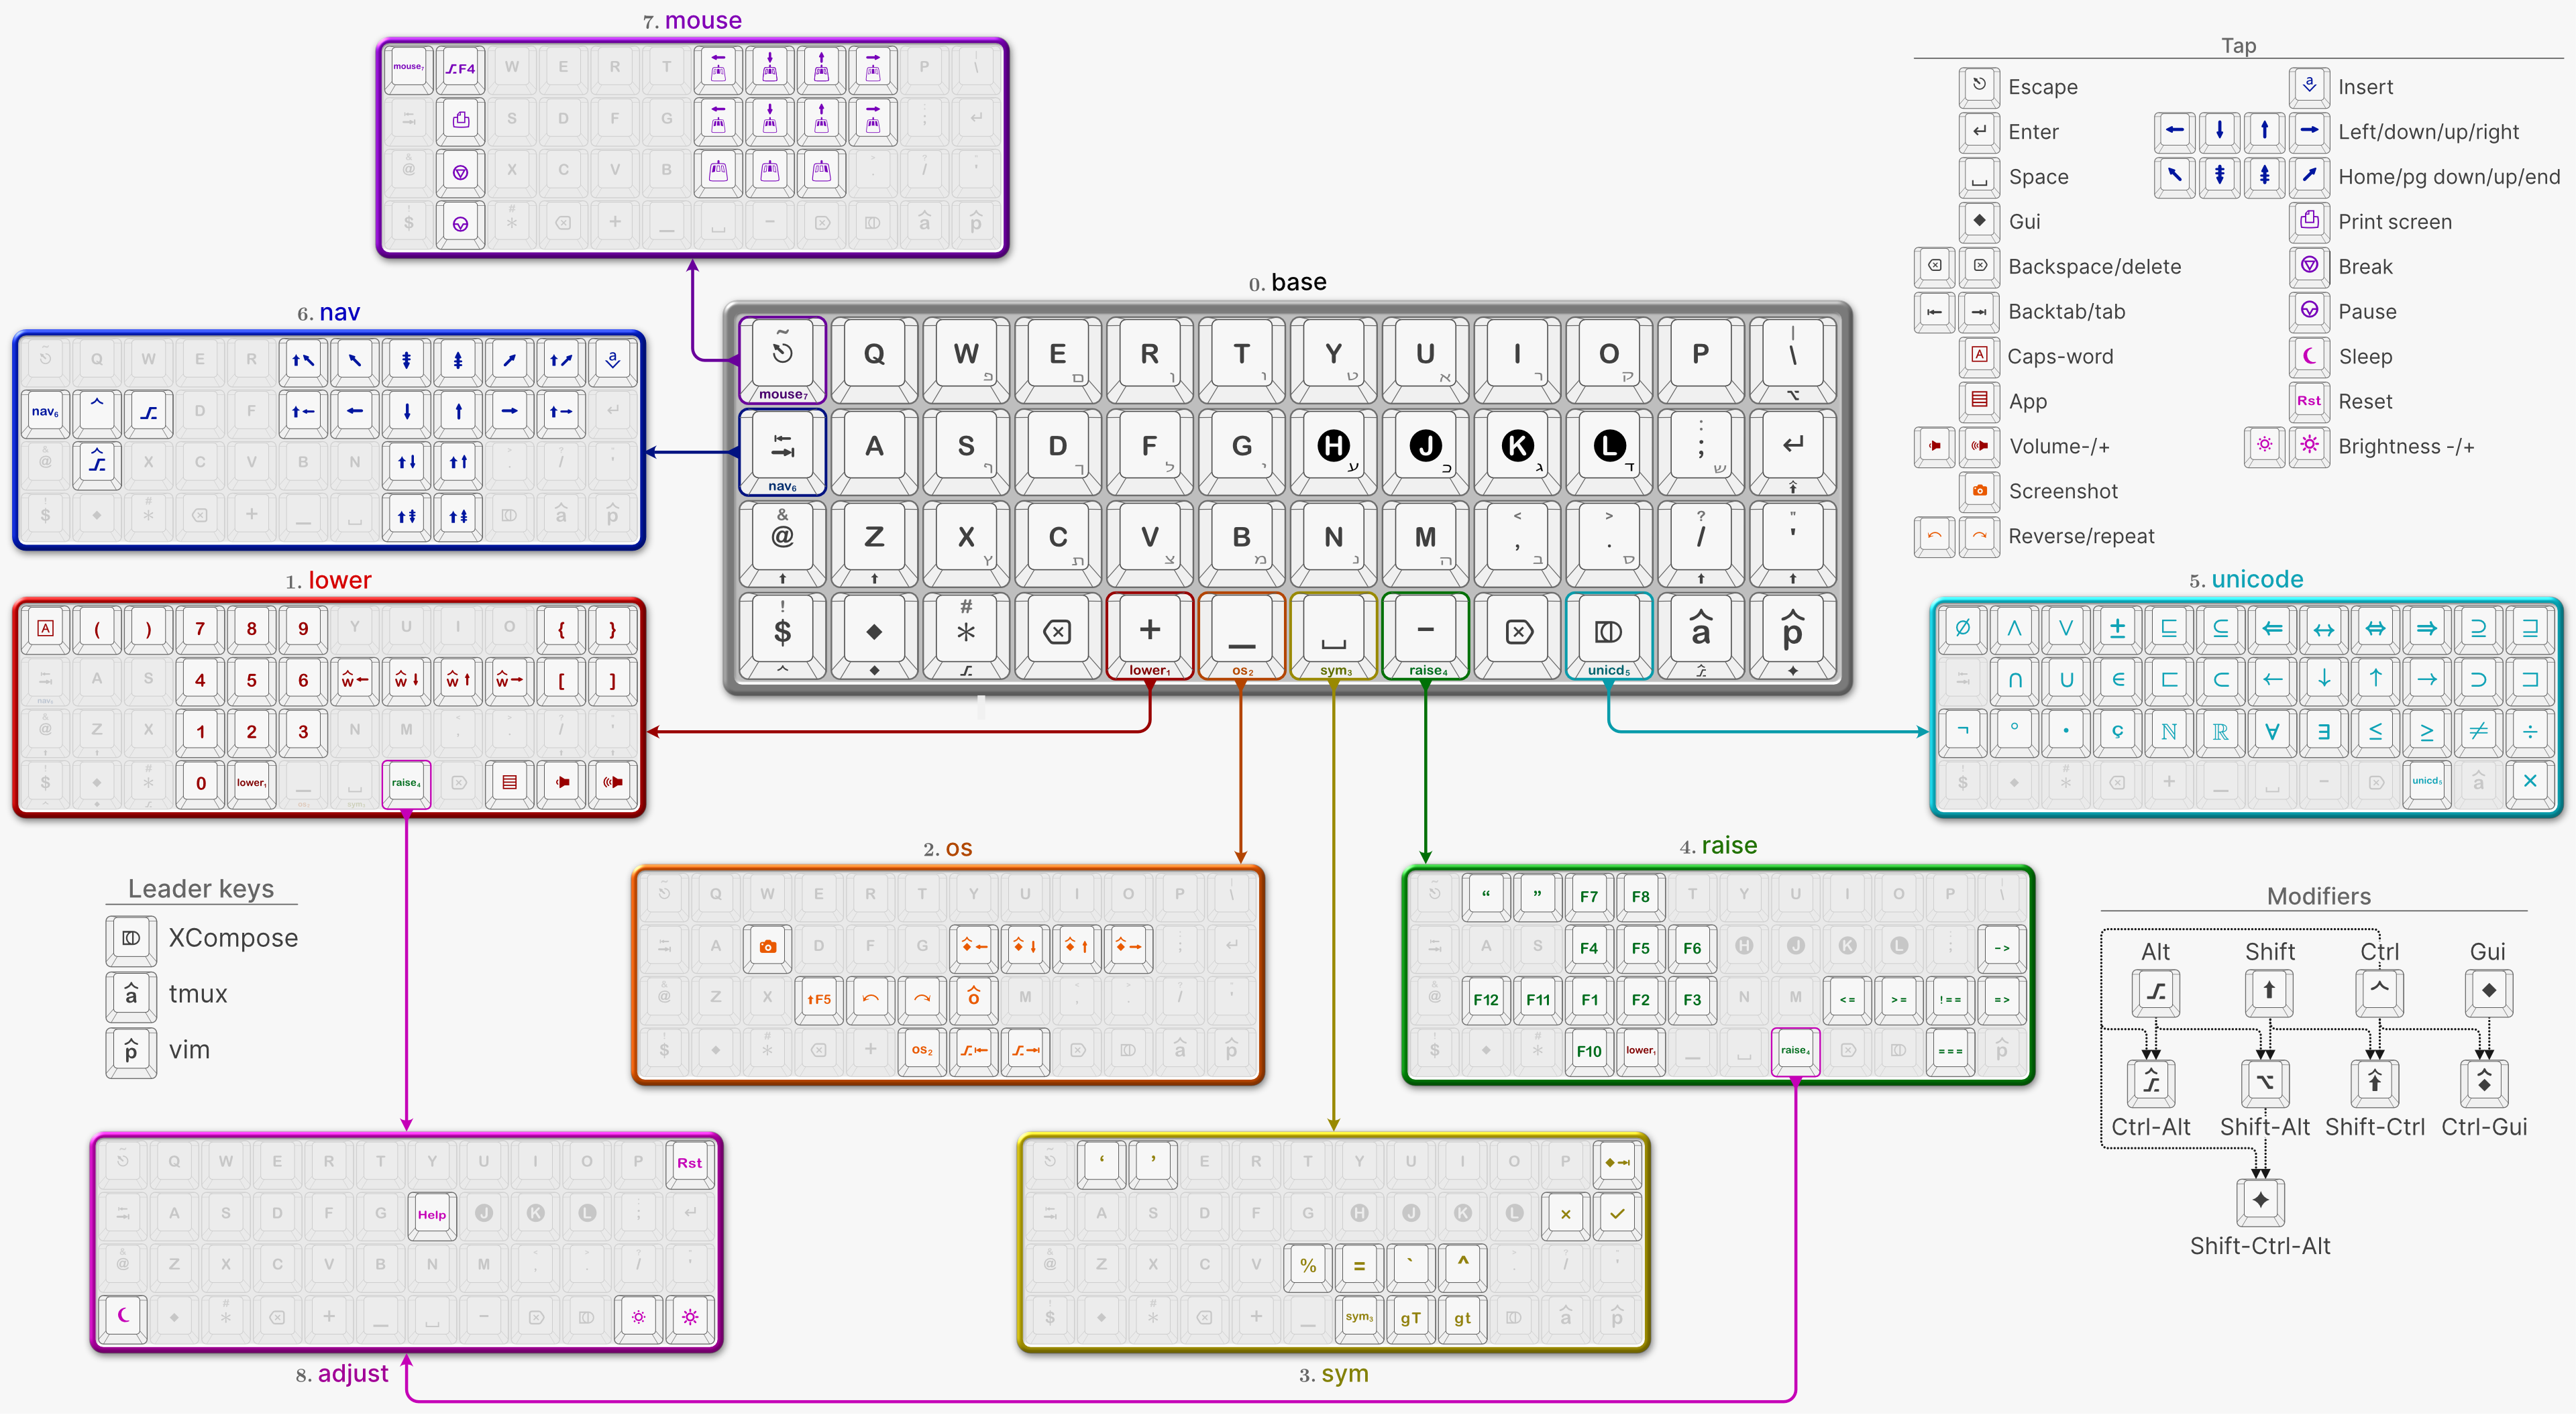 7. mouse
mouse₇ F4 W E R T P \
S D F G ; ↵
& @ X C V B > . ? / " '
! $ # * + _ - â p̂
Tap
Escape
Enter
Space
Gui
Backspace/delete
Backtab/tab
Caps-word
App
Volume-/+
Screenshot
Reverse/repeat
Insert
Left/down/up/right
Home/pg down/up/end
Print screen
Break
Pause
Sleep
Rst Reset
Brightness -/+
0. base
~ Q W פ E ם R ן T ו Y ט U א I ר O ק P | \
mouse₇
A S ף D ך F ל G י H ע J כ K ג L ד : ; ש ↵
nav₆
& @ Z X ץ C ת V צ B מ N נ M ה < , ב > . ס ? / " '
! $ ◆ # * + _ - â p̂
lower₁ os₂ sym₃ raise₄ unicd₅
6. nav
Q W E R a
nav₆ D F
& @ X C V B N > . ? / " '
! $ ◆ # * + _ â p̂
1. lower
A ( ) 7 8 9 Y U I O { }
A S 4 5 6 ŵ← ŵ↓ ŵ↑ ŵ→ [ ]
nav₆
& @ Z X 1 2 3 N M < , > . ? / " '
! $ ◆ # * 0 lower₁ _ raise₄
os₂ sym₃
5. unicode
∅ ∧ ∨ ± ⊑ ⊆ ⇐ ↔ ⇔ ⇒ ⊇ ⊒
∩ ∪ ∈ ⊏ ⊂ ← ↓ ↑ → ⊃ ⊐
¬ ° · ç ℕ ℝ ∀ ∃ ≤ ≥ ≠ ÷
! $ ◆ # * + _ - unicd₅ â ×
Leader keys
XCompose
â tmux
p̂ vim
2. os
Q W E R T Y U I O P \
A D F G ; ↵
& @ Z X ↑F5 ô M < , > . ? / " '
! $ ◆ # * + os₂ â p̂
4. raise
“ ” F7 F8 T Y U I O P \
A S F4 F5 F6 H J K L ; ->
& @ F12 F11 F1 F2 F3 N M <= >= !== =>
! $ ◆ # * F10 lower₁ _ raise₄ === p̂
Modifiers
Alt Shift Ctrl Gui
Ctrl-Alt Shift-Alt Shift-Ctrl Ctrl-Gui
Shift-Ctrl-Alt
Q W E R T Y U I O P Rst
A S D F G Help J K L ; ↵
& @ Z X C V B N M < , > . ? / " '
! $ ◆ # * + _ -
8. adjust
‘ ’ E R T Y U I O P
A S D F G H J K L × ✓
& @ Z X C V % = ` ^ > . ? / " '
! $ ◆ # * + _ sym₃ gT gt â p̂
3. sym